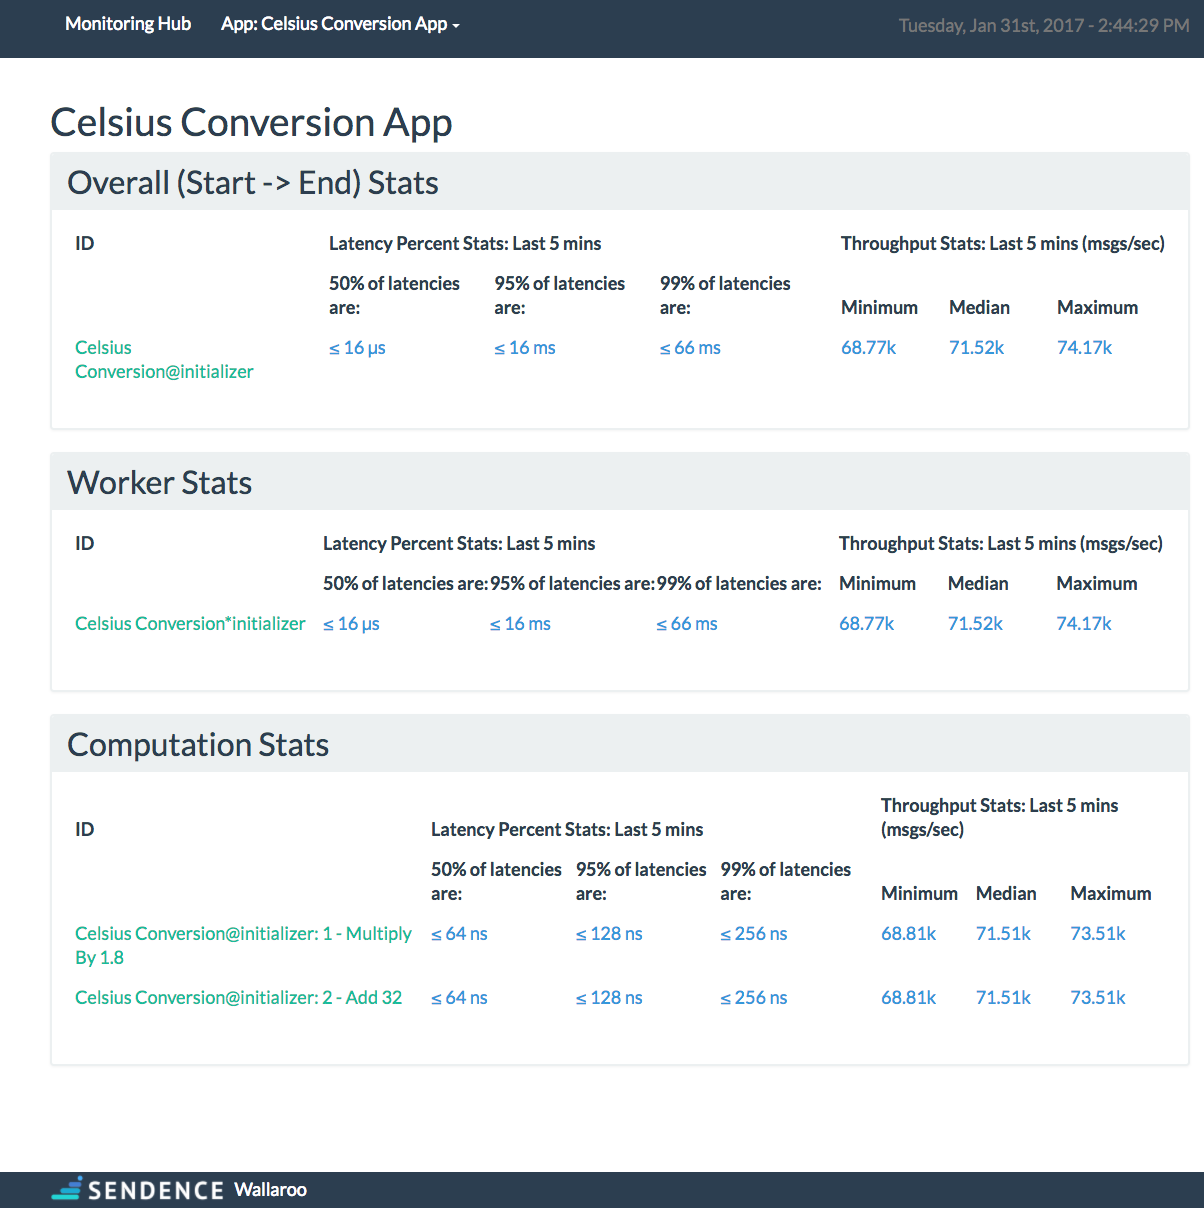 Monitoring Hub App: Celsius Conversion App Tuesday, Jan 31st, 2017 - 2:44:29 PM
Celsius Conversion App
Overall (Start -> End) Stats
ID Latency Percent Stats: Last 5 mins Throughput Stats: Last 5 mins (msgs/sec)
50% of latencies 95% of latencies 99% of latencies
are: are: are: Minimum Median Maximum
Celsius ≤ 16 μs ≤ 16 ms ≤ 66 ms 68.77k 71.52k 74.17k
Conversion@initializer
Worker Stats
ID Latency Percent Stats: Last 5 mins Throughput Stats: Last 5 mins (msgs/sec)
50% of latencies are: 95% of latencies are: 99% of latencies are: Minimum Median Maximum
Celsius Conversion*initializer ≤ 16 μs ≤ 16 ms ≤ 66 ms 68.77k 71.52k 74.17k
Computation Stats
Throughput Stats: Last 5 mins
ID Latency Percent Stats: Last 5 mins (msgs/sec)
50% of latencies 95% of latencies 99% of latencies
are: are: are: Minimum Median Maximum
Celsius Conversion@initializer: 1 - Multiply ≤ 64 ns ≤ 128 ns ≤ 256 ns 68.81k 71.51k 73.51k
By 1.8
Celsius Conversion@initializer: 2 - Add 32 ≤ 64 ns ≤ 128 ns ≤ 256 ns 68.81k 71.51k 73.51k
SENDENCE Wallaroo